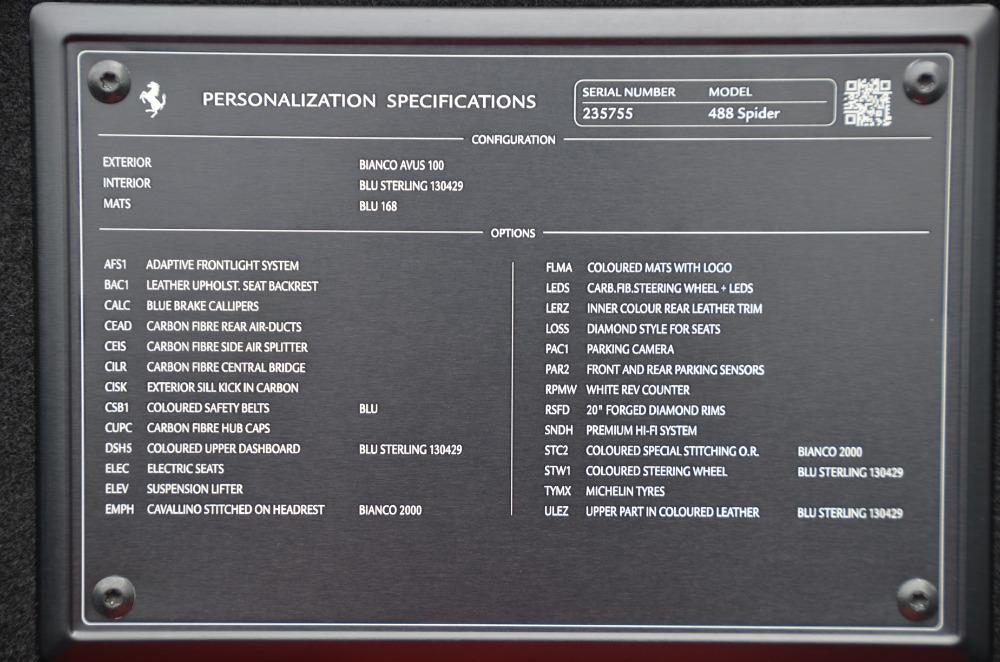 PERSONALIZATION SPECIFICATIONS
SERIAL NUMBER MODEL
235755 488 Spider
CONFIGURATION
EXTERIOR BIANCO AVUS 100
INTERIOR BLU STERLING 130429
MATS BLU 168
OPTIONS
AFS1 ADAPTIVE FRONTLIGHT SYSTEM
BAC1 LEATHER UPHOLST. SEAT BACKREST
CALC BLUE BRAKE CALLIPERS
CEAD CARBON FIBRE REAR AIR-DUCTS
CEIS CARBON FIBRE SIDE AIR SPLITTER
CILR CARBON FIBRE CENTRAL BRIDGE
CISK EXTERIOR SILL KICK IN CARBON
CSB1 COLOURED SAFETY BELTS BLU
CUPC CARBON FIBRE HUB CAPS
DSH5 COLOURED UPPER DASHBOARD BLU STERLING 130429
ELEC ELECTRIC SEATS
ELEV SUSPENSION LIFTER
EMPH CAVALLINO STITCHED ON HEADREST BIANCO 2000
FLMA COLOURED MATS WITH LOGO
LEDS CARB.FIB.STEERING WHEEL + LEDS
LERZ INNER COLOUR REAR LEATHER TRIM
LOSS DIAMOND STYLE FOR SEATS
PAC1 PARKING CAMERA
PAR2 FRONT AND REAR PARKING SENSORS
RPMW WHITE REV COUNTER
RSFD 20" FORGED DIAMOND RIMS
SNDH PREMIUM HI-FI SYSTEM
STC2 COLOURED SPECIAL STITCHING O.R. BIANCO 2000
STW1 COLOURED STEERING WHEEL BLU STERLING 130429
TYMX MICHELIN TYRES
ULEZ UPPER PART IN COLOURED LEATHER BLU STERLING 130429